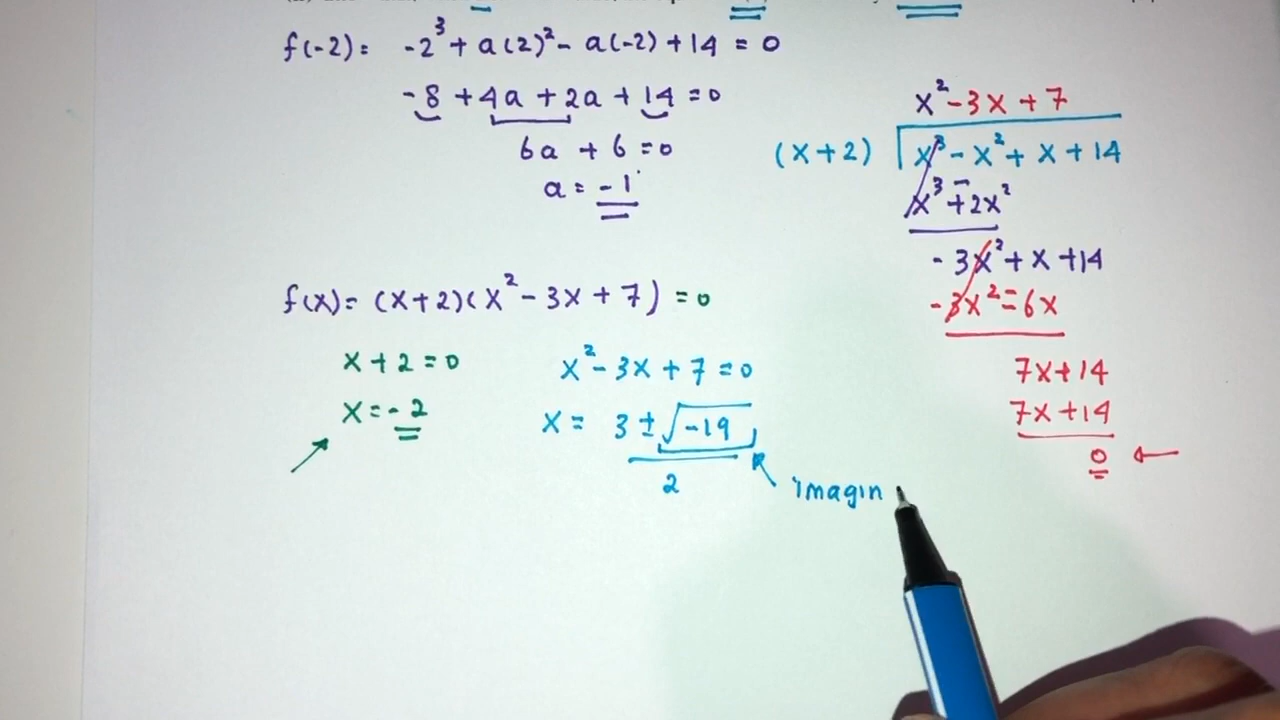 f(-2) = -2³ + a(2)² - a(-2) + 14 = 0
-8 + 4a + 2a + 14 = 0
6a + 6 = 0
a = -1
x² - 3x + 7
(x+2) x³ - x² + x + 14
x³ + 2x²
- 3x² + x + 14
- 3x² - 6x
7x + 14
7x + 14
0
f(x) = (x+2)(x² - 3x + 7) = 0
x + 2 = 0
x = -2
x² - 3x + 7 = 0
x = 3 ± √-19
2
imagin